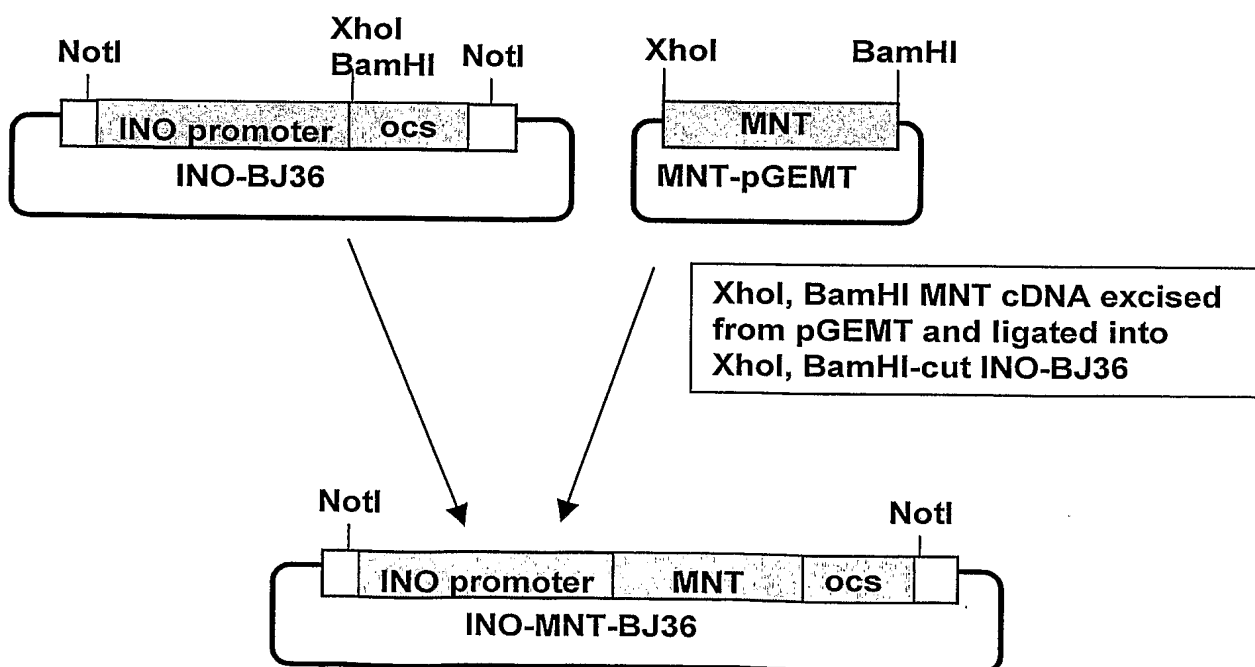 NotI
XhoI
BamHI
NotI
INO promoter
ocs
INO-BJ36
XhoI
BamHI
MNT
MNT-pGEMT
XhoI, BamHI MNT cDNA excised
from pGEMT and ligated into
XhoI, BamHI-cut INO-BJ36
NotI
NotI
INO promoter
MNT
ocs
INO-MNT-BJ36